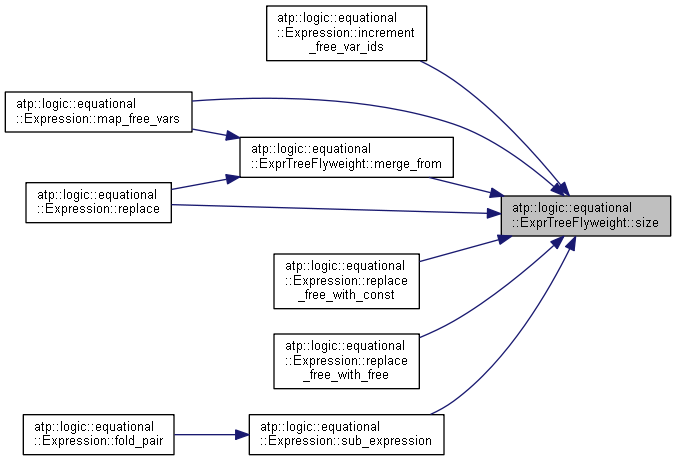 atp::logic::equational
::Expression::increment
_free_var_ids
atp::logic::equational
::Expression::map_free_vars
atp::logic::equational
::ExprTreeFlyweight::merge_from
atp::logic::equational
::Expression::replace
atp::logic::equational
::ExprTreeFlyweight::size
atp::logic::equational
::Expression::replace
_free_with_const
atp::logic::equational
::Expression::replace
_free_with_free
atp::logic::equational
::Expression::fold_pair
atp::logic::equational
::Expression::sub_expression